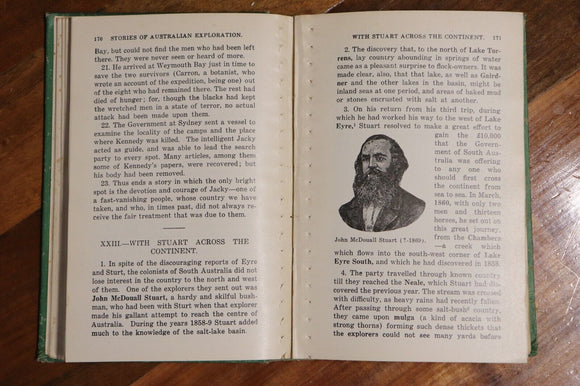 170 STORIES OF AUSTRALIAN EXPLORATION.
Bay, but could not find the men who had been left
there. They were never seen or heard of more.
21. He arrived at Weymouth Bay just in time to
save the two survivors (Carron, a botanist, who
wrote an account of the expedition, being one) out
of the eight who had remained there. The rest had
died of hunger; for, though the blacks had kept
the wretched men in a state of terror, no actual
attack had been made upon them.
22. The Government at Sydney sent a vessel to
examine the locality of the camps and the place
where Kennedy was killed. The intelligent Jacky
acted as guide, and was able to lead the search
party to every spot. Many articles, among them
some of Kennedy's papers, were recovered; but
his body had been removed.
23. Thus ends a story in which the only bright
spot is the devotion and courage of Jacky—one of
a fast-vanishing people, whose country we have
taken, and who, in times past, did not always re-
ceive the fair treatment that was due to them.
XXIII.—WITH STUART ACROSS THE
CONTINENT.
1. In spite of the discouraging reports of Eyre
and Sturt, the colonists of South Australia did not
lose interest in the country to the north and west
of them. One of the explorers they sent out was
John McDouall Stuart, a hardy and skilful bush-
man, who had been with Sturt when that explorer
made his gallant attempt to reach the centre of
Australia. During the years 1858-9 Stuart added
much to the knowledge of the salt-lake basin.
WITH STUART ACROSS THE CONTINENT. 171
2. The discovery that, to the north of Lake Tor-
rens, lay country abounding in springs of water
came as a pleasant surprise to flock-owners. It was
made clear, also, that that lake, as well as Gaird-
ner and the other lakes in the basin, might be
inland seas at one period, and areas of baked mud
or stones encrusted with salt at another.
3. On his return from his third trip, during
which he had worked his way to the west of Lake
Eyre,¹ Stuart resolved to make a great effort to
gain the £10,000
that the Govern-
ment of South Aus-
tralia was offering
to any one who
should first cross
the continent from
sea to sea. In March,
1860, with only two
men and thirteen
horses, he set out on
this great journey,
from the Chambers
—a creek which
John McDouall Stuart (?-1869).
which flows into the south-west corner of Lake
Eyre South, and which he had discovered in 1858.
4. The party travelled through known country
till they reached the Neale, which Stuart had dis-
covered the previous year. The stream was crossed
with difficulty, as heavy rains had recently fallen.
After passing through some salt-bush² country,
they came upon mulga (a kind of acacia with
strong thorns) forming such dense thickets that
the explorers could not see many yards before